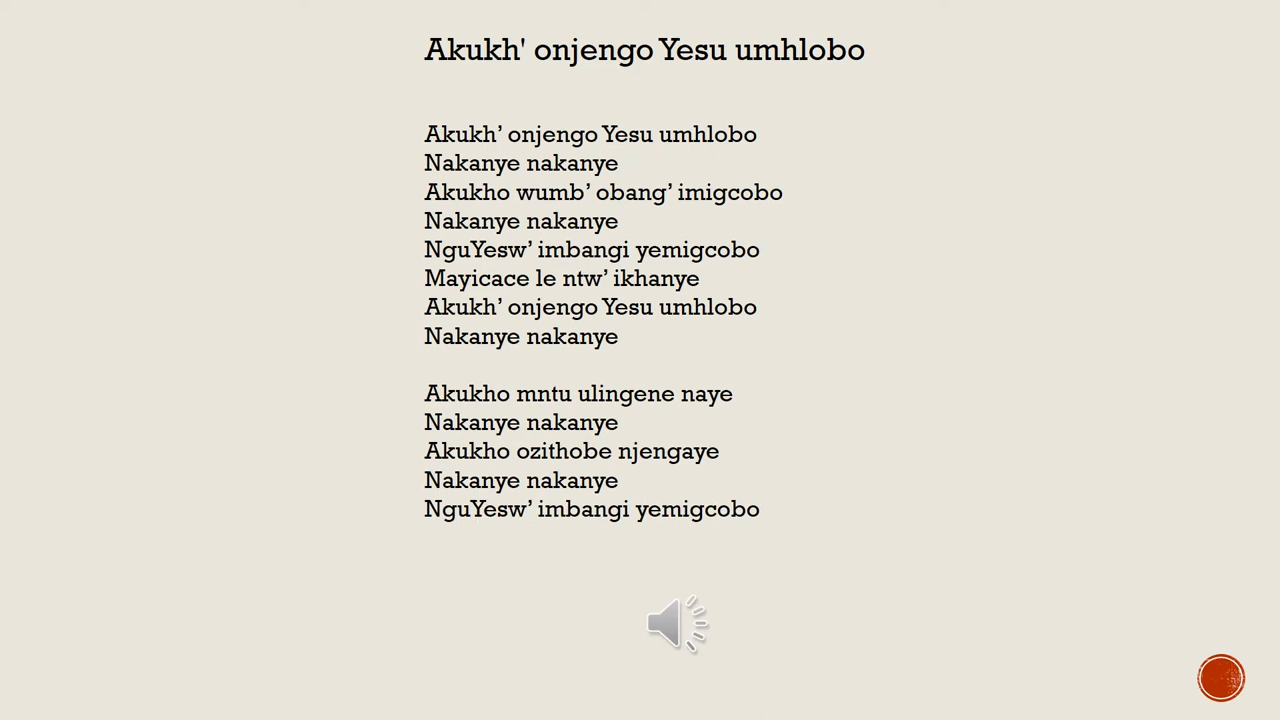 Akukh' onjengo Yesu umhlobo
Akukh’ onjengo Yesu umhlobo
Nakanye nakanye
Akukho wumb’ obang’ imigcobo
Nakanye nakanye
NguYesw’ imbangi yemigcobo
Mayicace le ntw’ ikhanye
Akukh’ onjengo Yesu umhlobo
Nakanye nakanye
Akukho mntu ulingene naye
Nakanye nakanye
Akukho ozithobe njengaye
Nakanye nakanye
NguYesw’ imbangi yemigcobo